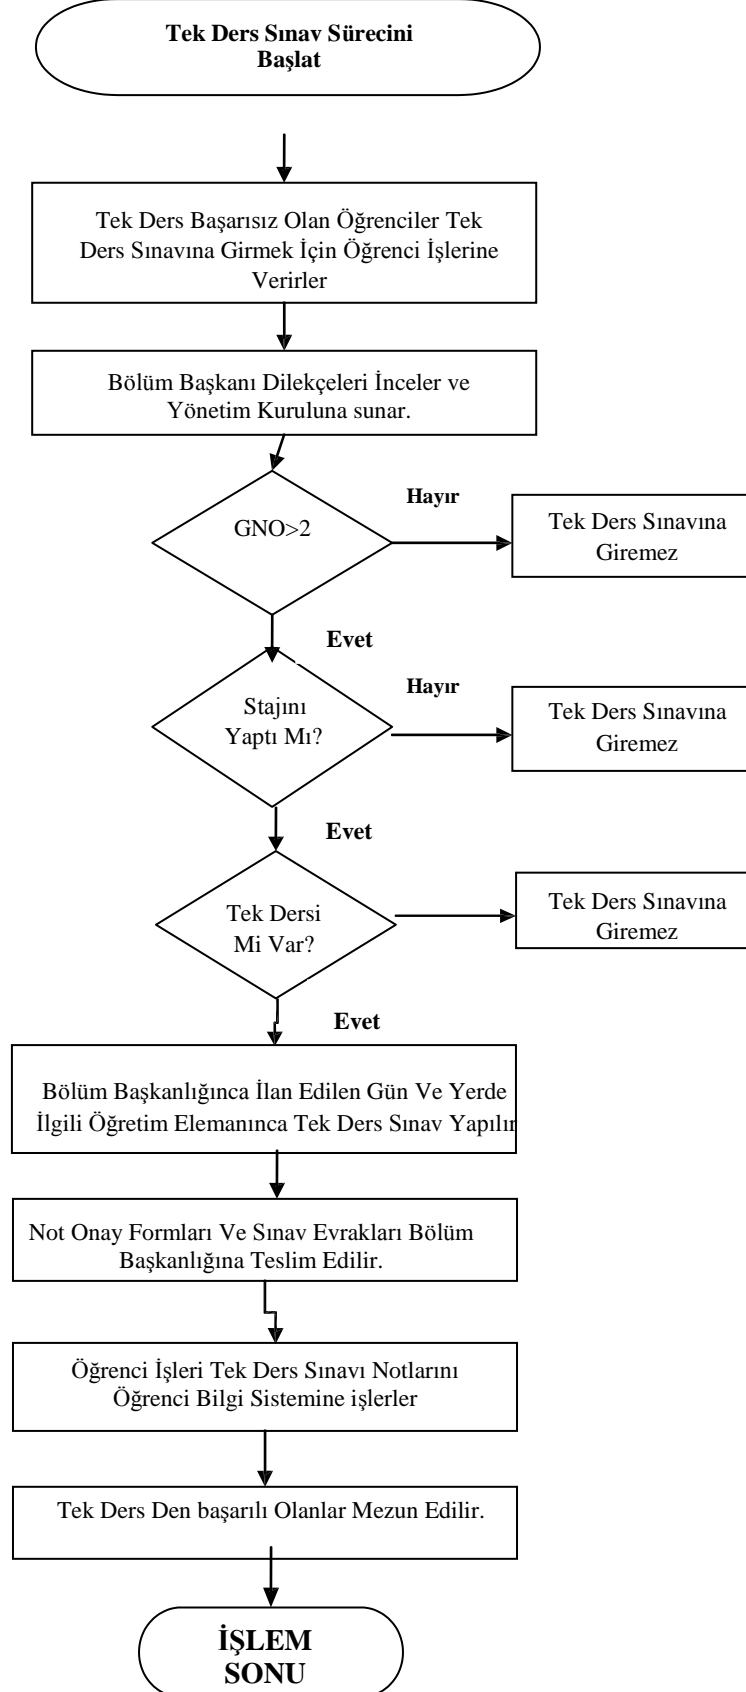 Tek Ders Sınav Sürecini
Başlat
Tek Ders Başarısız Olan Öğrenciler Tek
Ders Sınavına Girmek İçin Öğrenci İşlerine
Verirler
Bölüm Başkanı Dilekçeleri İnceler ve
Yönetim Kuruluna sunar.
GNO>2
Hayır
Tek Ders Sınavına
Giremez
Evet
Stajını
Yaptı Mı?
Hayır
Tek Ders Sınavına
Giremez
Evet
Tek Dersi
Mi Var?
Tek Ders Sınavına
Giremez
Evet
Bölüm Başkanlığınca İlan Edilen Gün Ve Yerde
İlgili Öğretim Elemanınca Tek Ders Sınav Yapılır
Not Onay Formları Ve Sınav Evrakları Bölüm
Başkanlığına Teslim Edilir.
Öğrenci İşleri Tek Ders Sınavı Notlarını
Öğrenci Bilgi Sistemine işlerler
Tek Ders Den başarılı Olanlar Mezun Edilir.
İŞLEM
SONU